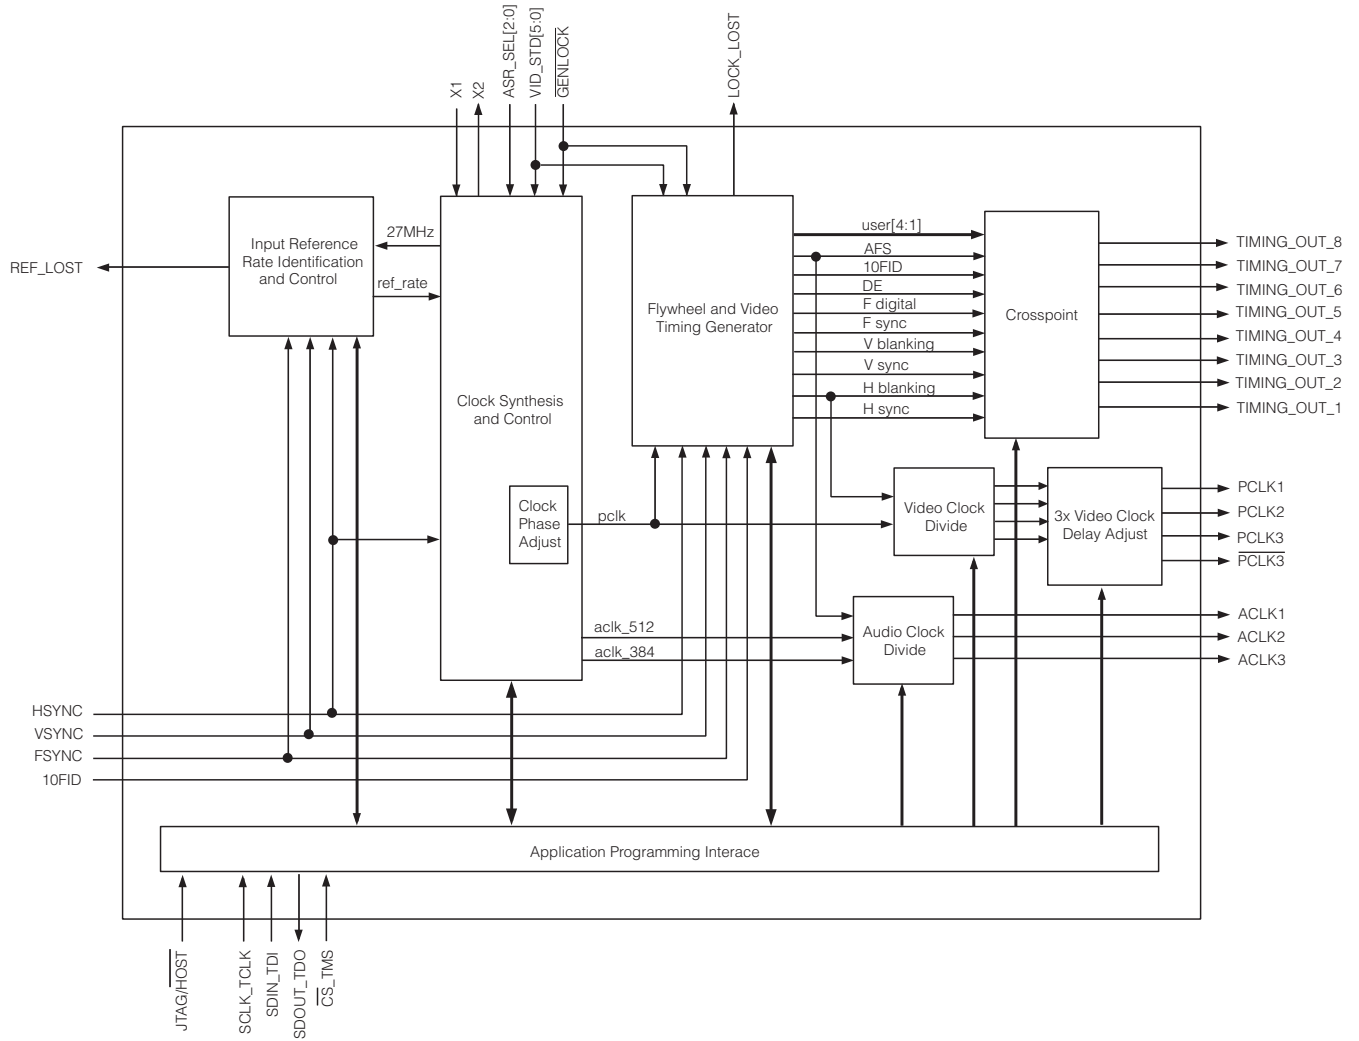 X1
X2
ASR_SEL[2:0]
VID_STD[5:0]
GENLOCK
LOCK_LOST
REF_LOST
Input Reference
Rate Identification
and Control
27MHz
ref_rate
Clock Synthesis
and Control
Clock
Phase
Adjust
pclk
aclk_512
aclk_384
Flywheel and Video
Timing Generator
user[4:1]
AFS
10FID
DE
F digital
F sync
V blanking
V sync
H blanking
H sync
Crosspoint
TIMING_OUT_8
TIMING_OUT_7
TIMING_OUT_6
TIMING_OUT_5
TIMING_OUT_4
TIMING_OUT_3
TIMING_OUT_2
TIMING_OUT_1
Video Clock
Divide
3x Video Clock
Delay Adjust
PCLK1
PCLK2
PCLK3
PCLK3
Audio Clock
Divide
ACLK1
ACLK2
ACLK3
HSYNC
VSYNC
FSYNC
10FID
Application Programming Interace
JTAG/HOST
SCLK_TCLK
SDIN_TDI
SDOUT_TDO
CS_TMS